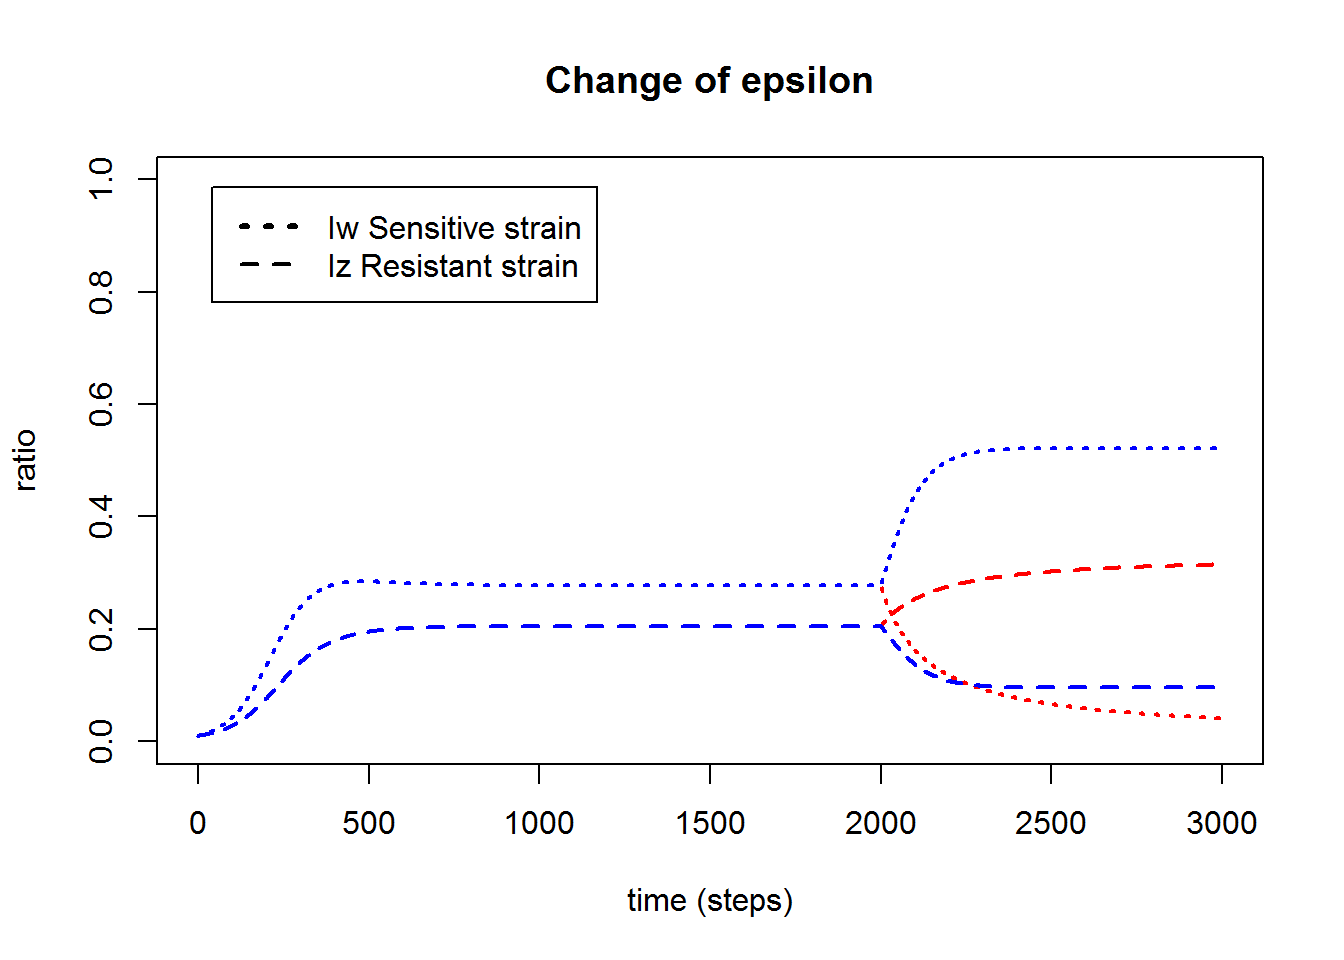 Change of epsilon
1.0
0.8
0.6
0.4
0.2
0.0
ratio
Iw Sensitive strain
Iz Resistant strain
0 500 1000 1500 2000 2500 3000
time (steps)